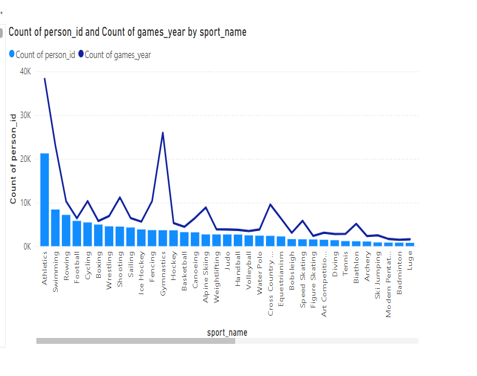 Count of person_id and Count of games_year by sport_name
Count of person_id Count of games_year
Count of person_id
40K
30K
20K
10K
0K
Athletics
Swimming
Rowing
Football
Cycling
Boxing
Wrestling
Shooting
Sailing
Ice Hockey
Fencing
Gymnastics
Hockey
Basketball
Canoeing
Alpine Skiing
Weightlifting
Judo
Handball
Volleyball
Water Polo
Cross Country ...
Equestrianism
Bobsleigh
Speed Skating
Figure Skating
Art Competitio...
Diving
Tennis
Biathlon
Archery
Ski Jumping
Modern Pentat...
Badminton
Luge
sport_name